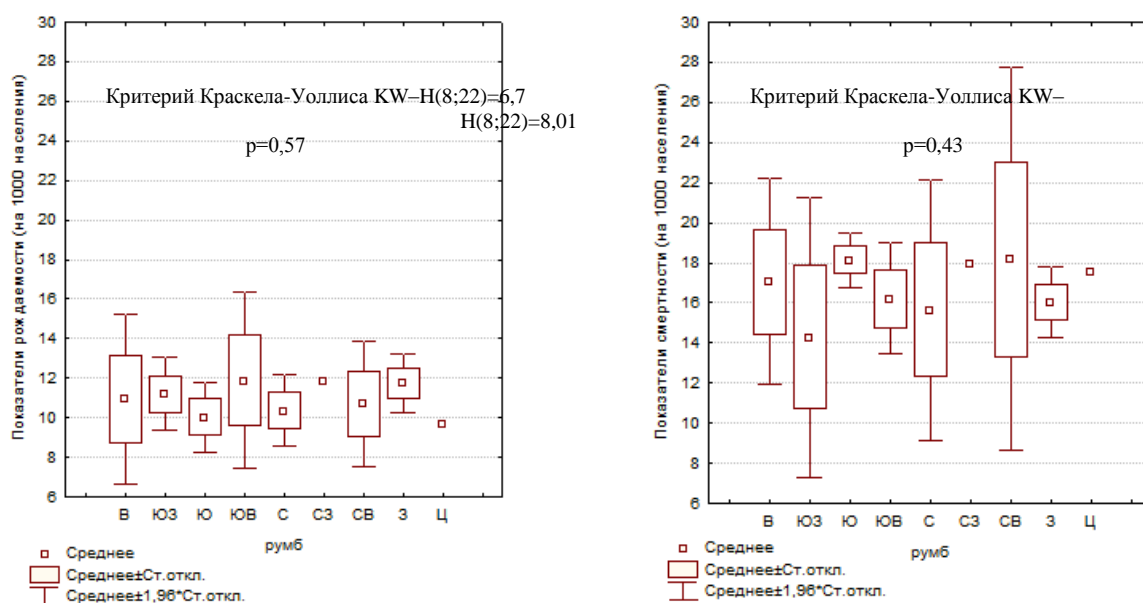 30
28
26
24
22
20
18
16
14
12
10
8
6
Показатели рождаемости (на 1000 населения)
Критерий Краскела-Уоллиса KW–H(8;22)=6,7
H(8;22)=8,01
p=0,57
В ЮЗ Ю ЮВ С СЗ СВ З Ц
румб
Среднее
Среднее±Ст.откл.
Среднее±1,96*Ст.откл.
30
28
26
24
22
20
18
16
14
12
10
8
6
Показатели смертности (на 1000 населения)
Критерий Краскела-Уоллиса KW–
p=0,43
В ЮЗ Ю ЮВ С СЗ СВ З Ц
румб
Среднее
Среднее±Ст.откл.
Среднее±1,96*Ст.откл.